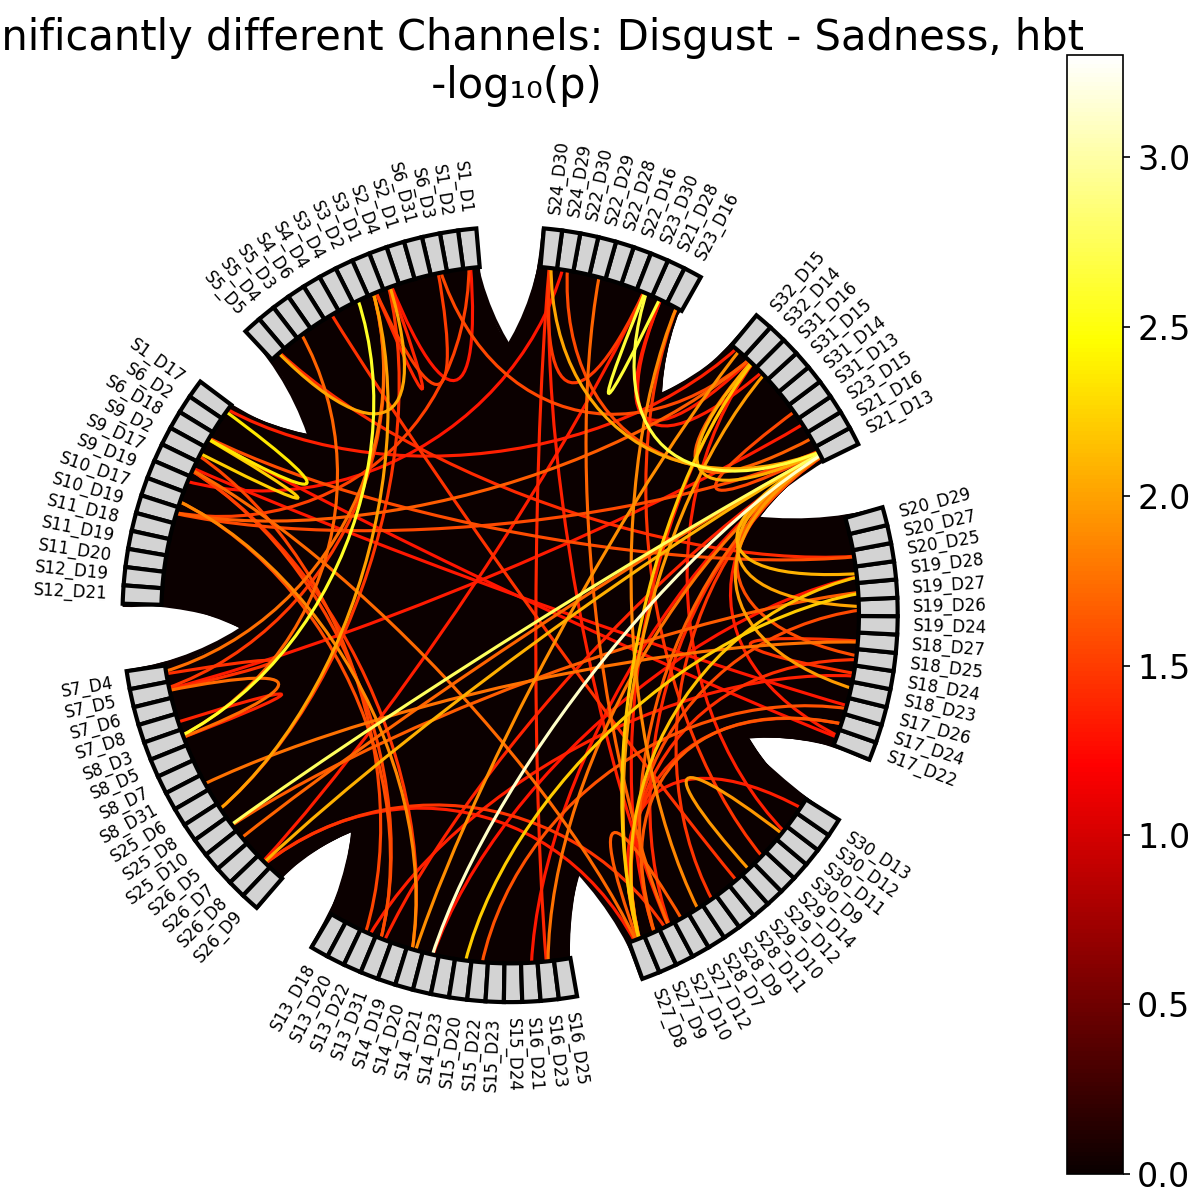 nificantly different Channels: Disgust - Sadness, hbt
-log₁₀(p)
S24_D30
S24_D29
S22_D30
S22_D29
S22_D28
S22_D16
S23_D30
S21_D28
S23_D16
S32_D15
S32_D14
S31_D16
S31_D15
S31_D14
S31_D13
S23_D15
S21_D16
S21_D13
S20_D29
S20_D27
S20_D25
S19_D28
S19_D27
S19_D26
S19_D24
S18_D27
S18_D25
S18_D24
S18_D23
S17_D26
S17_D24
S17_D22
S30_D13
S30_D12
S30_D11
S30_D9
S29_D14
S29_D12
S29_D10
S28_D11
S28_D9
S28_D7
S27_D12
S27_D10
S27_D9
S27_D8
S16_D25
S16_D23
S16_D21
S15_D24
S15_D23
S15_D22
S15_D20
S14_D23
S14_D21
S14_D20
S14_D19
S13_D31
S13_D22
S13_D20
S13_D18
S26_D9
S26_D8
S26_D7
S26_D5
S25_D10
S25_D8
S25_D6
S8_D31
S8_D7
S8_D5
S8_D3
S7_D8
S7_D6
S7_D5
S7_D4
S12_D21
S12_D19
S11_D20
S11_D19
S11_D18
S10_D19
S10_D17
S9_D19
S9_D17
S9_D2
S6_D18
S6_D2
S1_D17
S5_D5
S5_D4
S5_D3
S4_D6
S4_D4
S3_D4
S3_D2
S3_D1
S2_D4
S2_D1
S6_D31
S6_D3
S1_D2
S1_D1
3.0
2.5
2.0
1.5
1.0
0.5
0.0